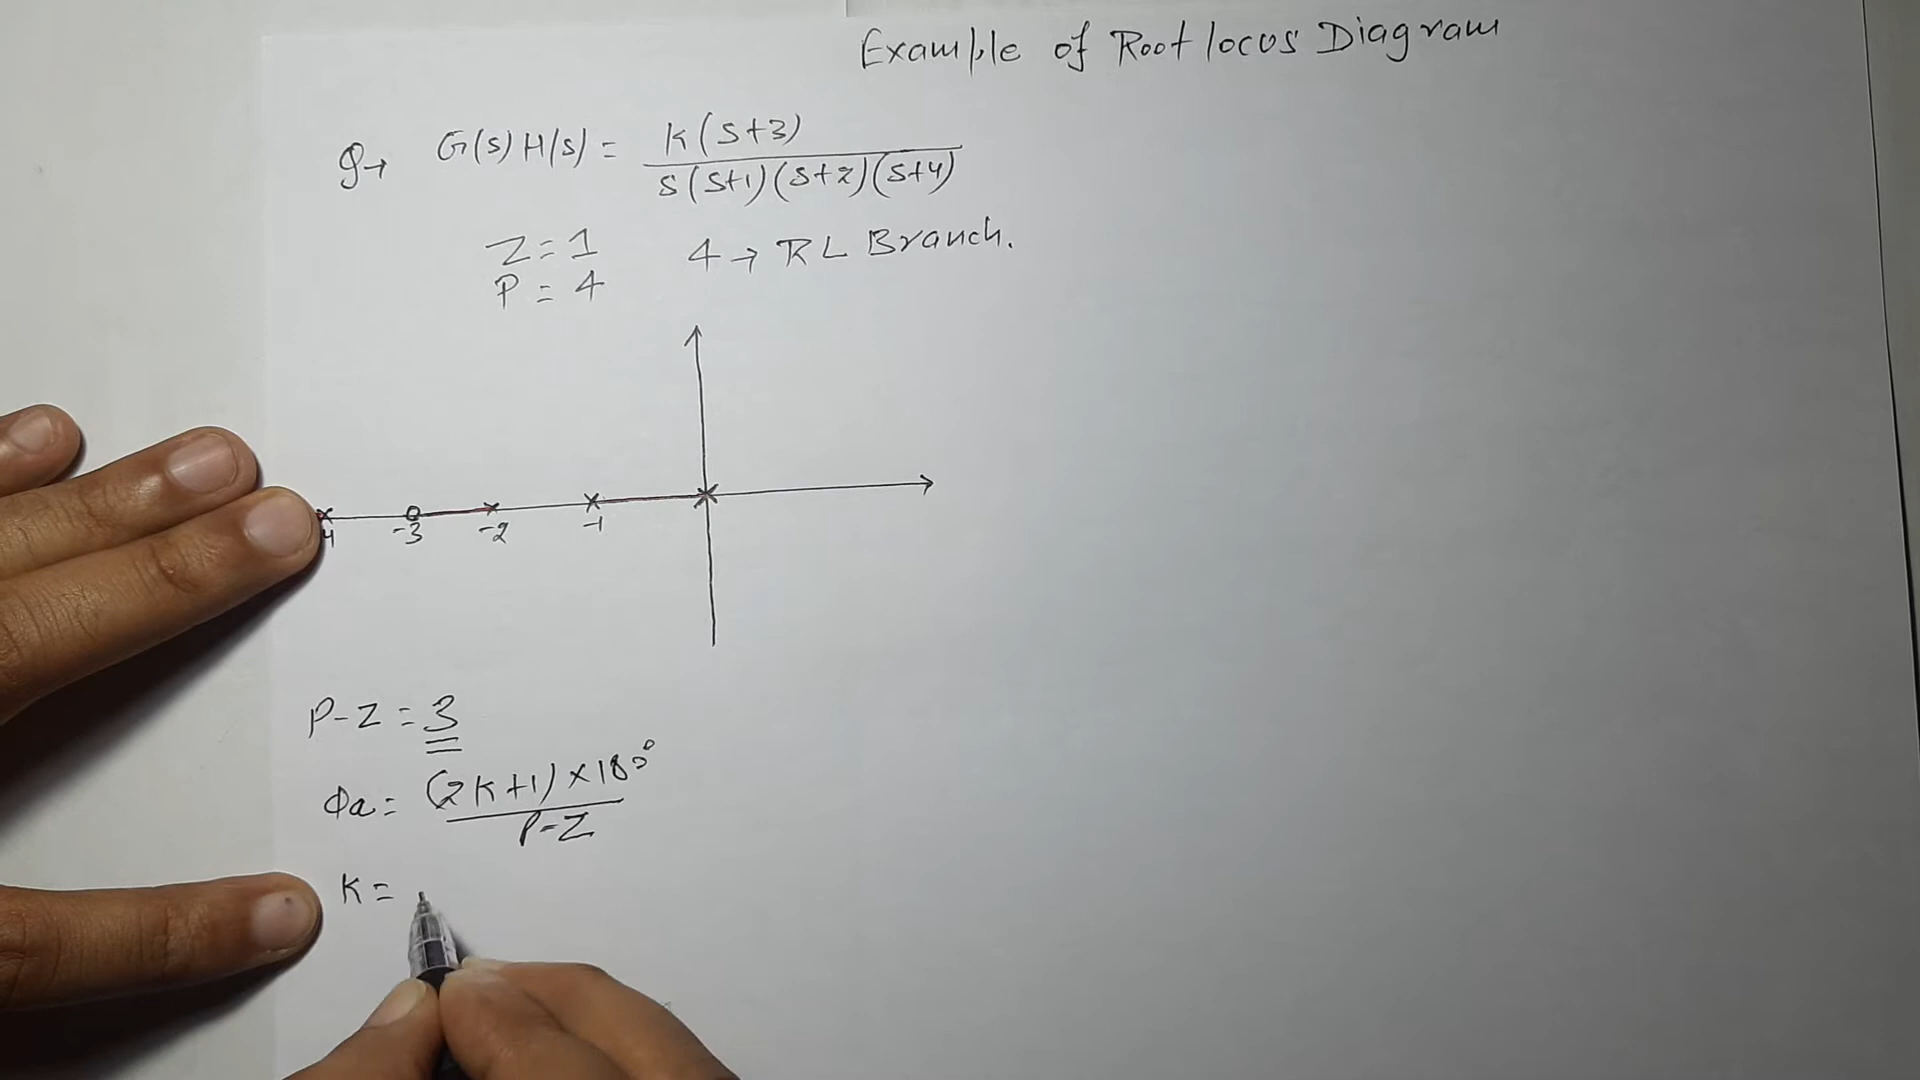 Example of Root locus Diagram
Q→ G(s)H(s) = K(s+3)
s(s+1)(s+2)(s+4)
Z = 1 4 → RL Branch.
P = 4
4 -3 -2 -1
P-Z = 3
Φa = (2K+1)×180°
P-Z
K =